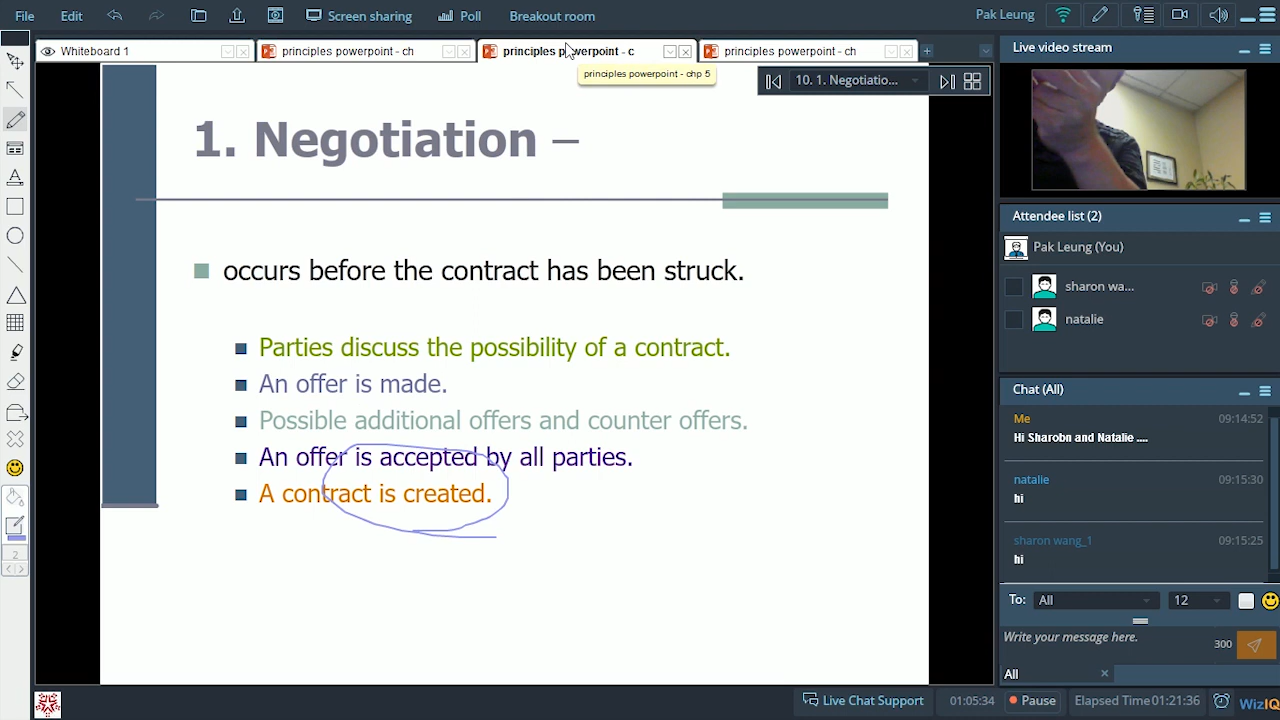 File Edit Screen sharing Poll Breakout room Pak Leung
Whiteboard 1 principles powerpoint - ch principles powerpoint - c principles powerpoint - ch
principles powerpoint - chp 5
10. 1. Negotiatio...
Live video stream
1. Negotiation –
occurs before the contract has been struck.
Parties discuss the possibility of a contract.
An offer is made.
Possible additional offers and counter offers.
An offer is accepted by all parties.
A contract is created.
Attendee list (2)
Pak Leung (You)
sharon wa...
natalie
Chat (All)
Me 09:14:52
Hi Sharobn and Natalie ....
natalie 09:15:30
hi
sharon wang_1 09:15:25
hi
To: All 12
Write your message here. 300
All
2
Live Chat Support 01:05:34 Pause Elapsed Time 01:21:36 WizIQ